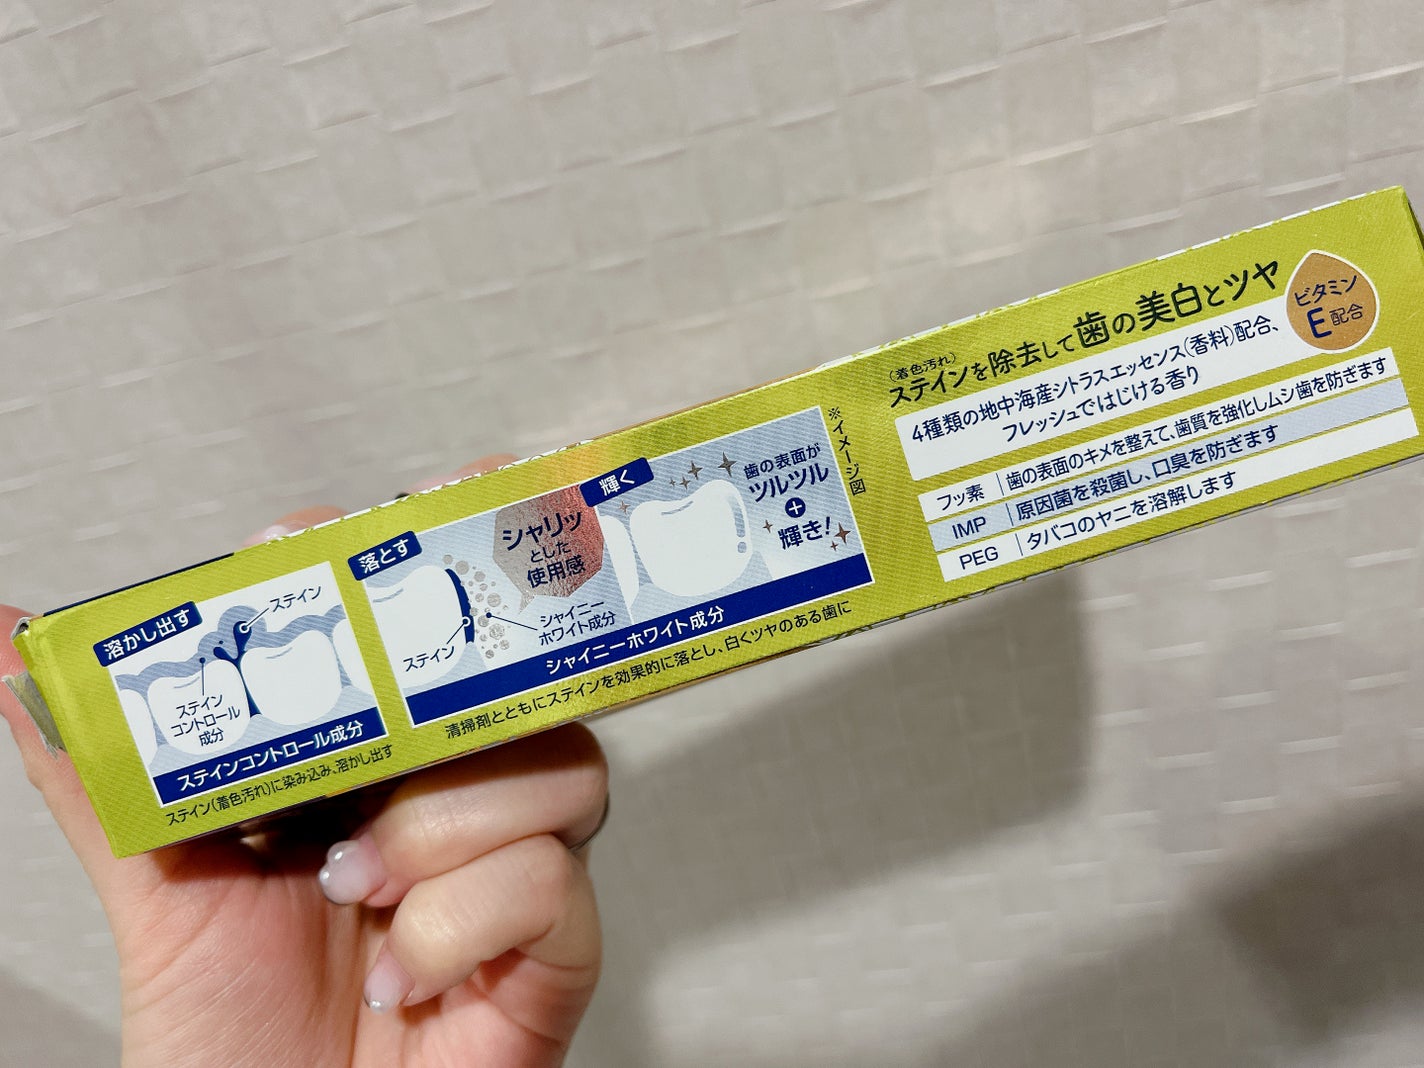 溶かし出す
ステイン
ステイン
コントロール
成分
ステインコントロール成分
ステイン(着色汚れ)に染み込み、溶かし出す
落とす
シャリッ
とした
使用感
ステイン
シャイニー
ホワイト成分
輝く
歯の表面が
ツルツル
+
輝き!
シャイニーホワイト成分
清掃剤とともにステインを効果的に落とし、白くツヤのある歯に
※イメージ図
(着色汚れ)
ステインを除去して歯の美白とツヤ
ビタミン
E配合
4種類の地中海産シトラスエッセンス(香料)配合、
フレッシュではじける香り
フッ素 歯の表面のキメを整えて、歯質を強化しムシ歯を防ぎます
IMP 原因菌を殺菌し、口臭を防ぎます
PEG タバコのヤニを溶解します